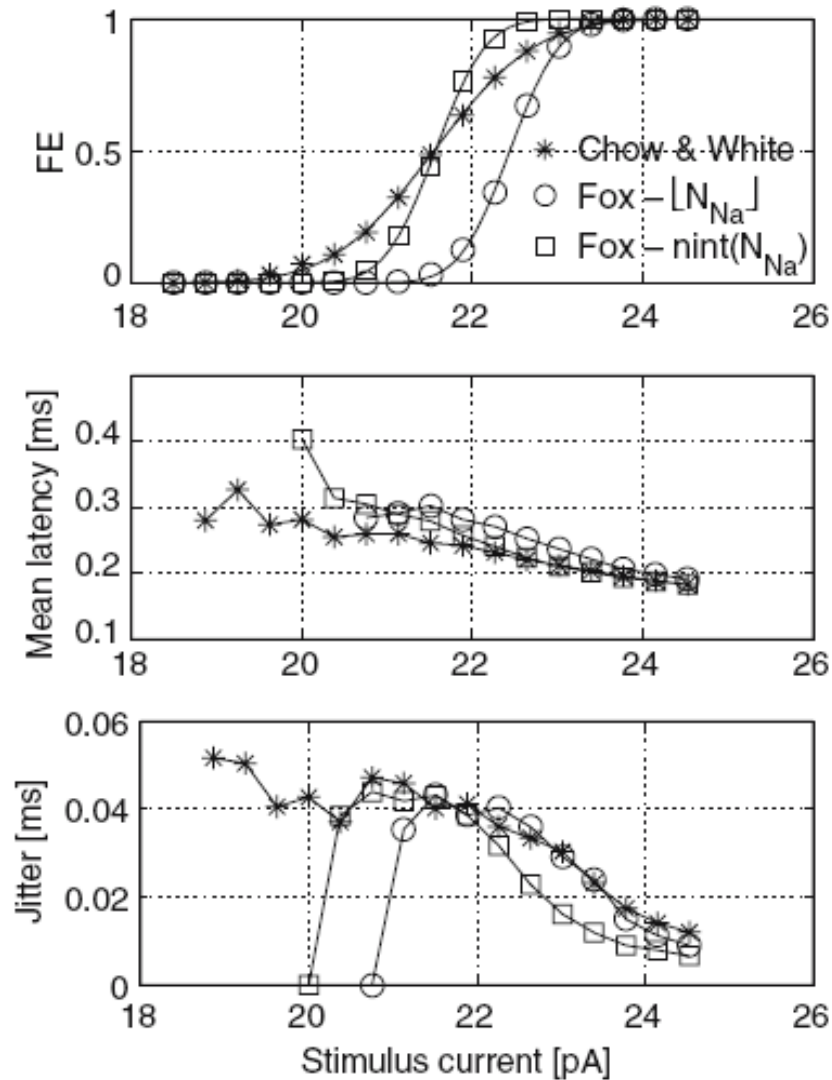 1
0.5
0
FE
Chow & White
Fox – ⌊N_Na⌋
Fox – nint(N_Na)
18 20 22 24 26
0.4
0.3
0.2
0.1
Mean latency [ms]
18 20 22 24 26
0.06
0.04
0.02
0
Jitter [ms]
18 20 22 24 26
Stimulus current [pA]